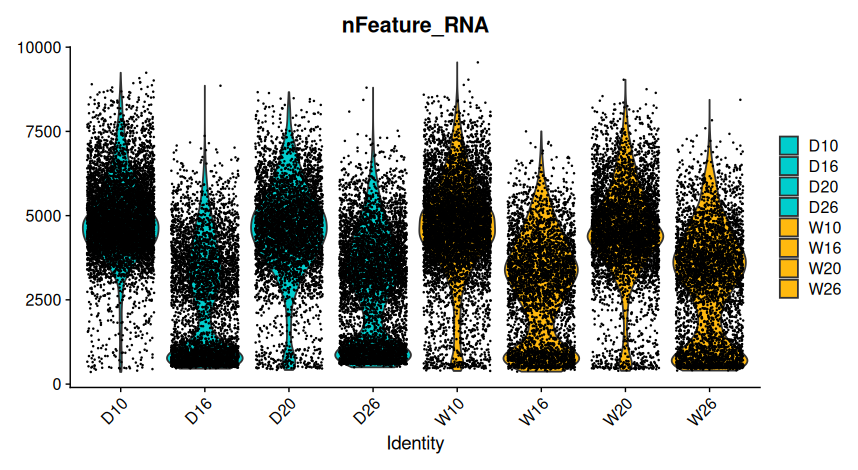 nFeature_RNA
10000
7500
5000
2500
0
D10
D16
D20
D26
W10
W16
W20
W26
Identity
D10
D16
D20
D26
W10
W16
W20
W26